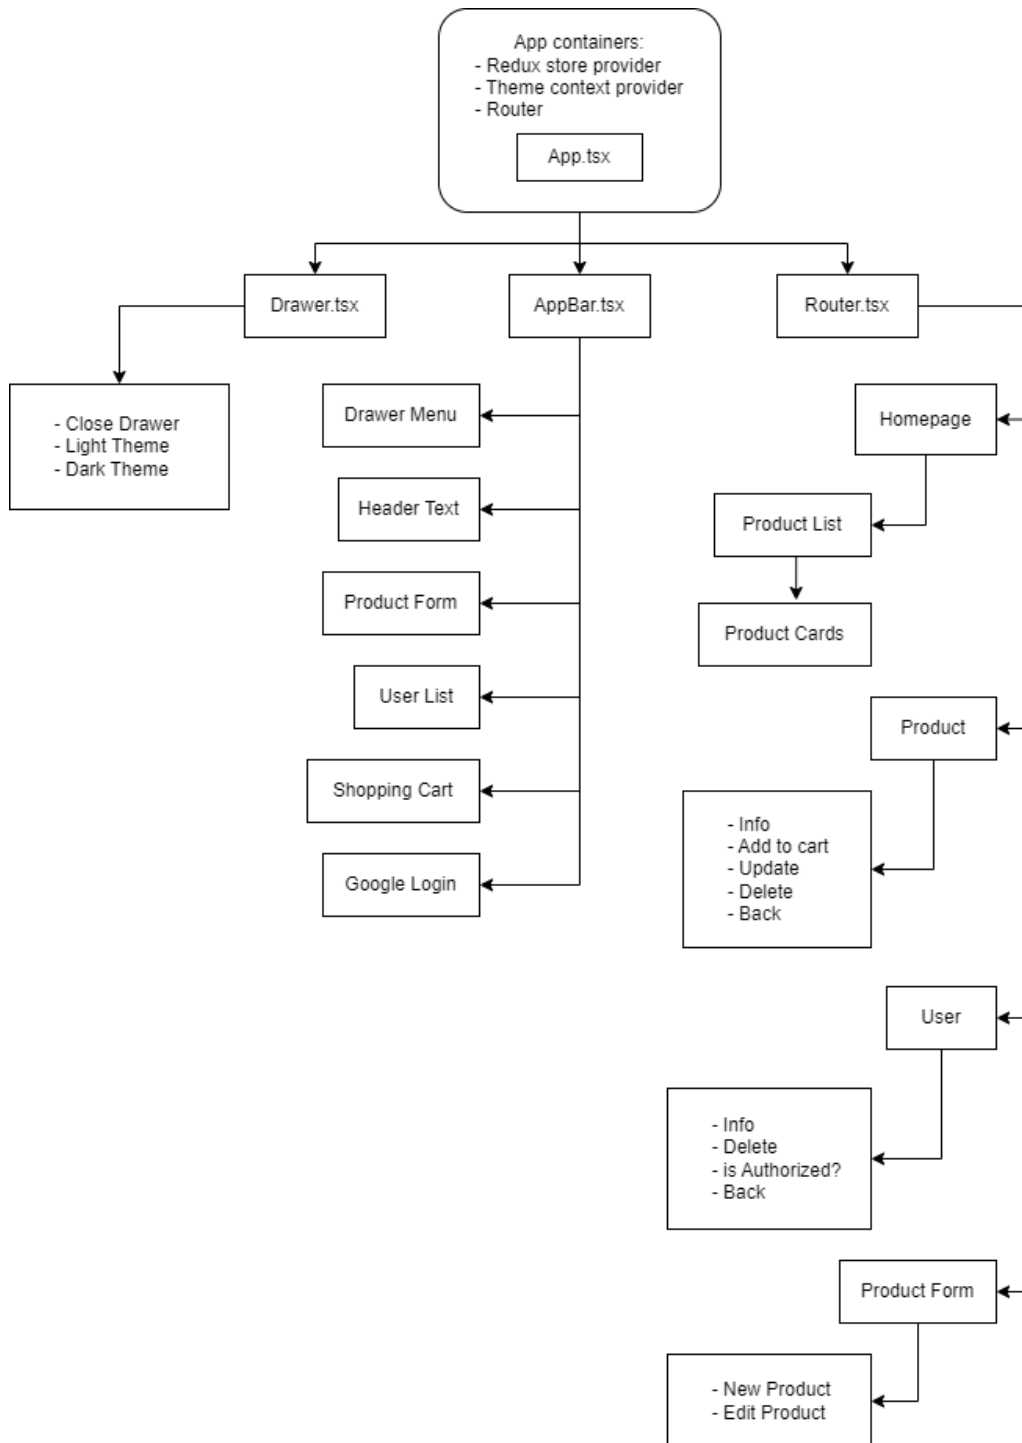 App containers:
- Redux store provider
- Theme context provider
- Router
App.tsx
Drawer.tsx
AppBar.tsx
Router.tsx
- Close Drawer
- Light Theme
- Dark Theme
Drawer Menu
Header Text
Product Form
User List
Shopping Cart
Google Login
Homepage
Product List
Product Cards
Product
- Info
- Add to cart
- Update
- Delete
- Back
User
- Info
- Delete
- is Authorized?
- Back
Product Form
- New Product
- Edit Product